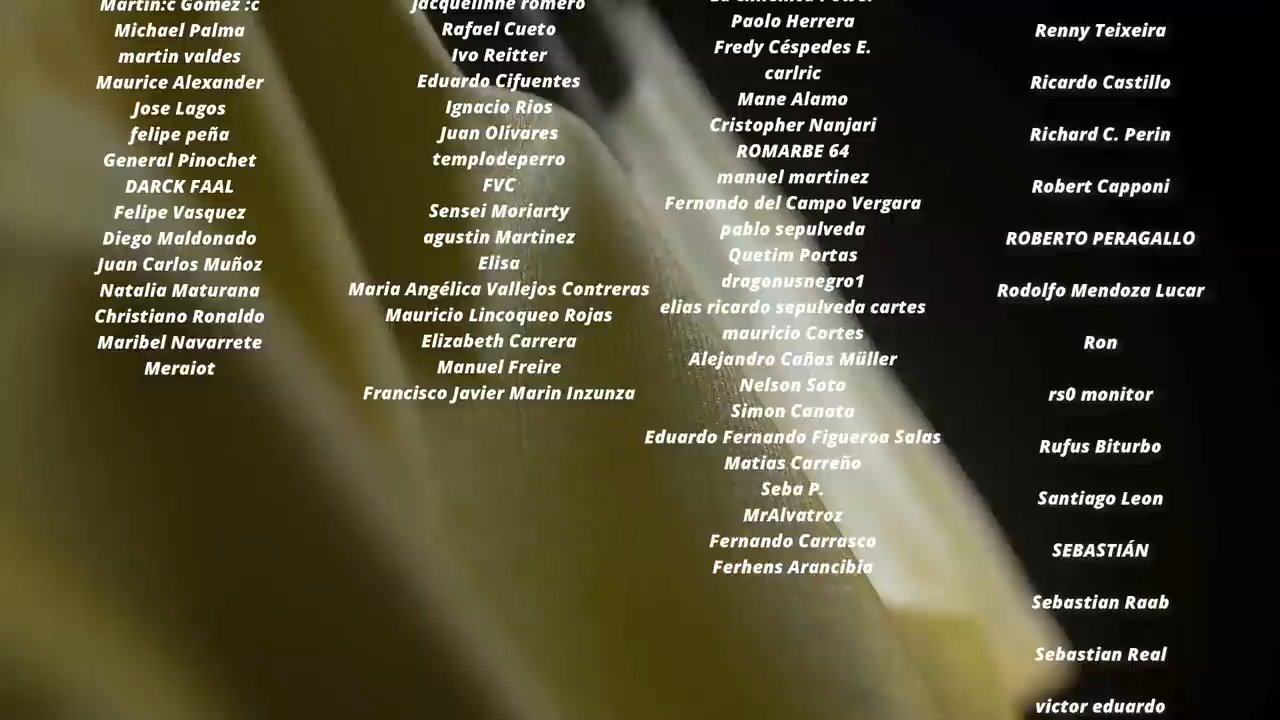 Martin:c Gomez :c
Michael Palma
martin valdes
Maurice Alexander
Jose Lagos
felipe peña
General Pinochet
DARCK FAAL
Felipe Vasquez
Diego Maldonado
Juan Carlos Muñoz
Natalia Maturana
Christiano Ronaldo
Maribel Navarrete
Meraiot
Jacquelinne romero
Rafael Cueto
Ivo Reitter
Eduardo Cifuentes
Ignacio Rios
Juan Olivares
templodeperro
FVC
Sensei Moriarty
agustin Martinez
Elisa
Maria Angélica Vallejos Contreras
Mauricio Lincoqueo Rojas
Elizabeth Carrera
Manuel Freire
Francisco Javier Marin Inzunza
Paolo Herrera
Fredy Céspedes E.
carlric
Mane Alamo
Cristopher Nanjari
ROMARBE 64
manuel martinez
Fernando del Campo Vergara
pablo sepulveda
Quetim Portas
dragonusnegro1
elias ricardo sepulveda cartes
mauricio Cortes
Alejandro Cañas Müller
Nelson Soto
Simon Canata
Eduardo Fernando Figueroa Salas
Matias Carreño
Seba P.
MrAlvatroz
Fernando Carrasco
Ferhens Arancibia
Renny Teixeira
Ricardo Castillo
Richard C. Perin
Robert Capponi
ROBERTO PERAGALLO
Rodolfo Mendoza Lucar
Ron
rs0 monitor
Rufus Biturbo
Santiago Leon
SEBASTIÁN
Sebastian Raab
Sebastian Real
victor eduardo